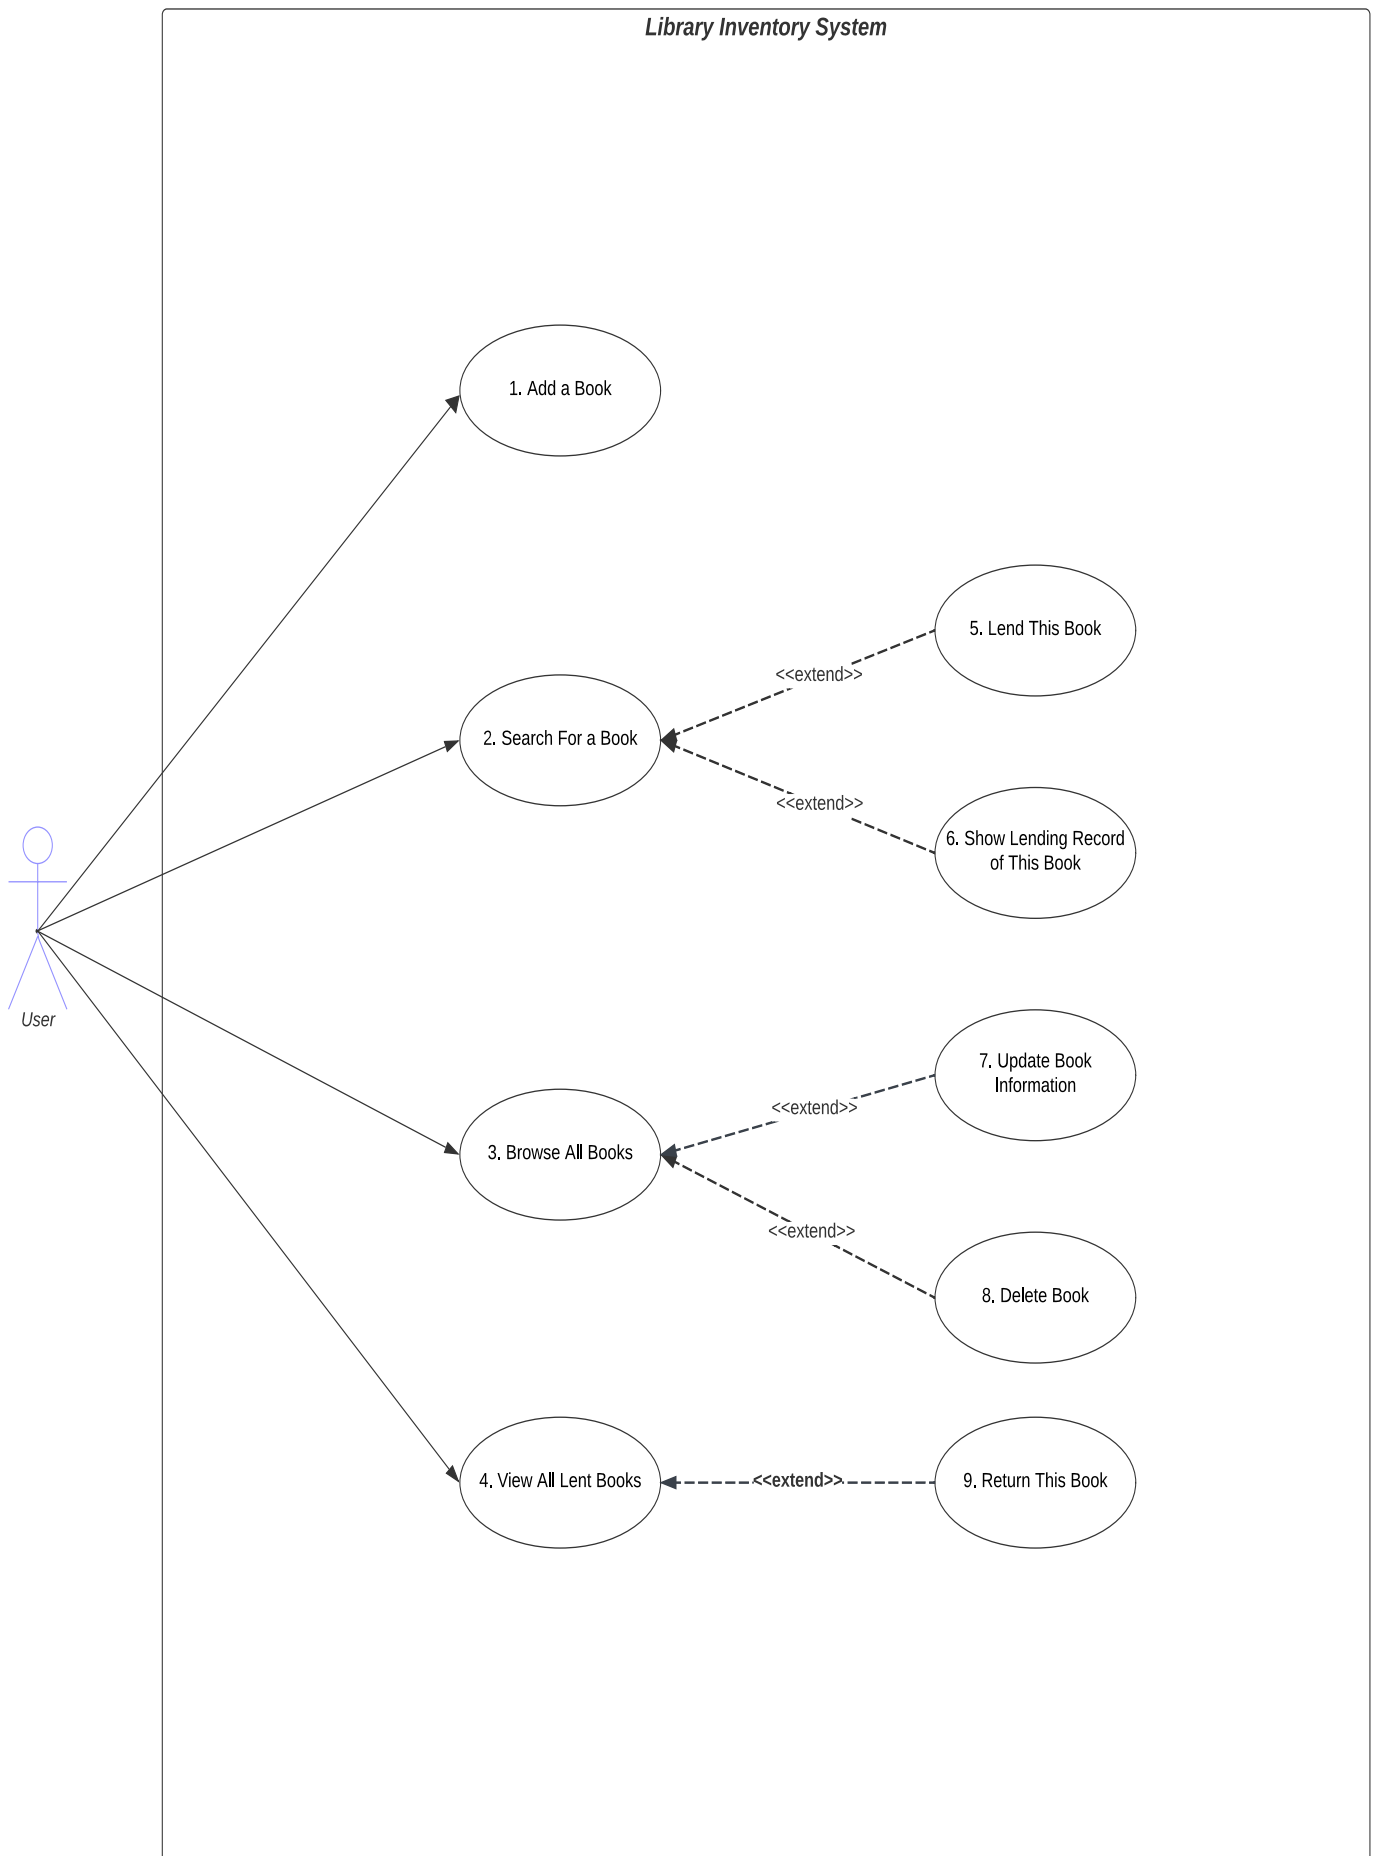 Library Inventory System
1. Add a Book
5. Lend This Book
<<extend>>
2. Search For a Book
<<extend>>
6. Show Lending Record
of This Book
User
7. Update Book
Information
<<extend>>
3. Browse All Books
<<extend>>
8. Delete Book
4. View All Lent Books
<<extend>>
9. Return This Book